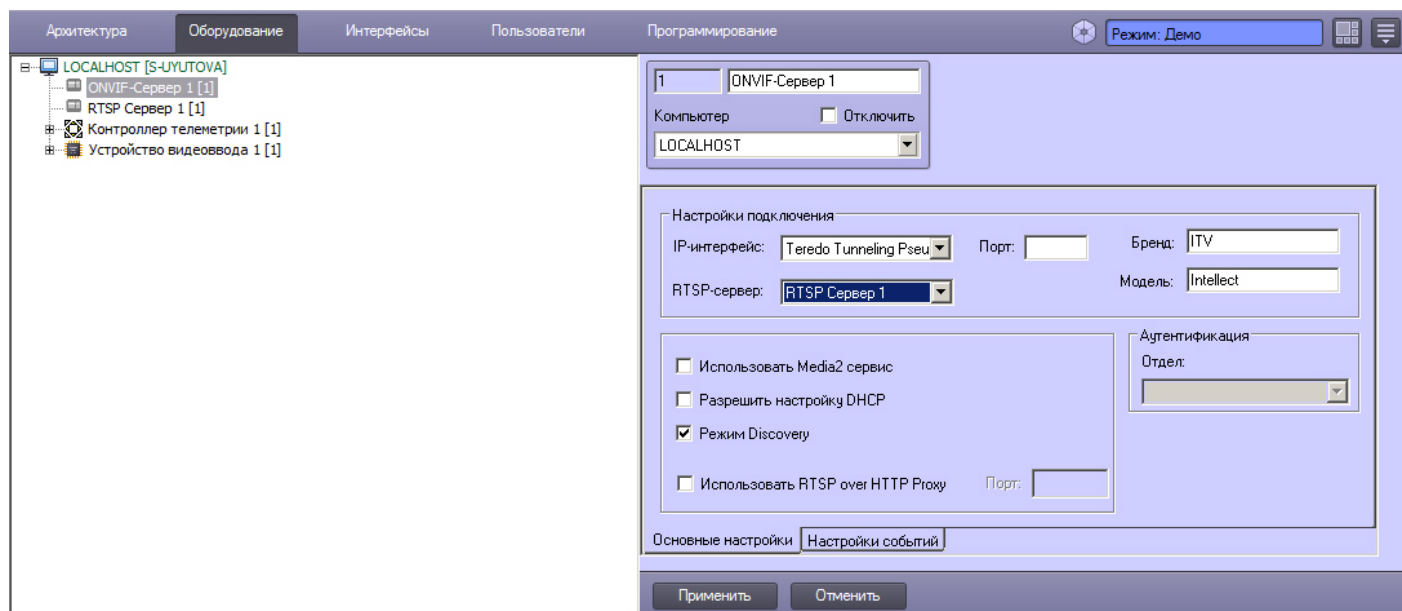 Архитектура Оборудование Интерфейсы Пользователи Программирование Режим: Демо
LOCALHOST [S-UYUTOVA]
ONVIF-Сервер 1 [1]
RTSP Сервер 1 [1]
Контроллер телеметрии 1 [1]
Устройство видеоввода 1 [1]
1 ONVIF-Сервер 1
Компьютер Отключить
LOCALHOST
Настройки подключения
IP-интерфейс: Teredo Tunneling Pseu Порт: Бренд: ITV
RTSP-сервер: RTSP Сервер 1 Модель: Intellect
Использовать Media2 сервис
Разрешить настройку DHCP
Режим Discovery
Использовать RTSP over HTTP Proxy Порт:
Аутентификация
Отдел:
Основные настройки Настройки событий
Применить Отменить